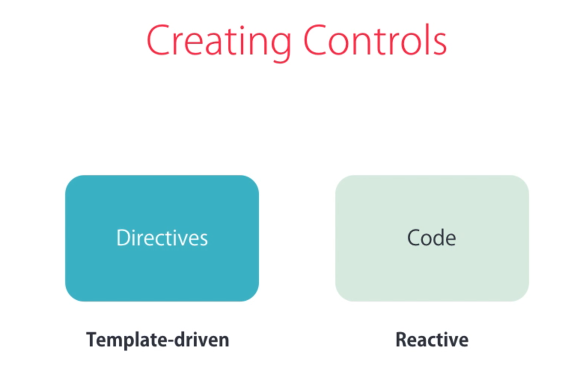 Creating Controls
Directives
Code
Template-driven
Reactive